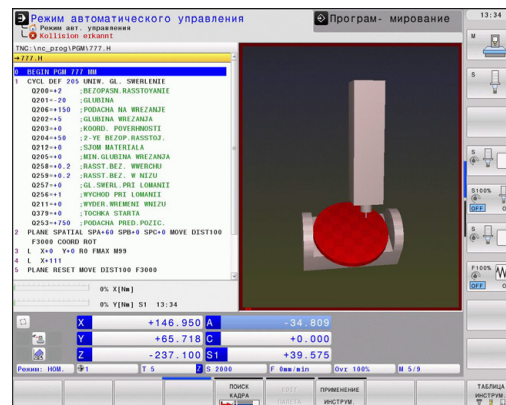 Режим автоматического управления
Режим авт. управления
Kollision erkannt
Програм- мирование
13:34
TNC:\nc_prog\PGM\777.H
→777.H
0 BEGIN PGM 777 MM
1 CYCL DEF 205 UNIW. GL. SWERLENIE
Q200=+2 ;BEZOPASN.RASSTOYANIE
Q201=-20 ;GLUBINA
Q206=+150 ;PODACHA NA WREZANJE
Q202=+5 ;GLUBINA WREZANJA
Q203=+0 ;KOORD. POVERHNOSTI
Q204=+50 ;2-YE BEZOP.RASSTOJ.
Q212=+0 ;SJOM MATERIALA
Q205=+0 ;MIN.GLUBINA WREZANJA
Q258=+0.2 ;RASST.BEZ. WWERCHU
Q259=+0.2 ;RASST.BEZ. W NIZU
Q257=+0 ;GL.SWERL.PRI LOMANII
Q256=+1 ;WYCHOD PRI LOMANII
Q211=+0 ;WYDER.WREMENI WNIZU
Q379=+0 ;TOCHKA STARTA
Q253=+750 ;PODACHA PRED.POZIC.
2 PLANE SPATIAL SPA+60 SPB+0 SPC+0 MOVE DIST100
F3000 COORD ROT
3 L X+0 Y+0 R0 FMAX M99
4 L X+111
5 PLANE RESET MOVE DIST100 F3000
0% X[Nm]
0% Y[Nm] S1 13:34
X +146.950 A -34.809
Y +65.718 C +0.000
Z -237.100 S1 +39.575
Режим: НОМ. T 5 Z S 2000 F 0mm/min Ovr 100% M 5/9
ПОИСК
КАДРА
ПРИМЕНЕНИЕ
ИНСТРУМ.
ТАБЛИЦА
ИНСТРУМ
M
S
S
S100%
OFF
S
F100%
OFF